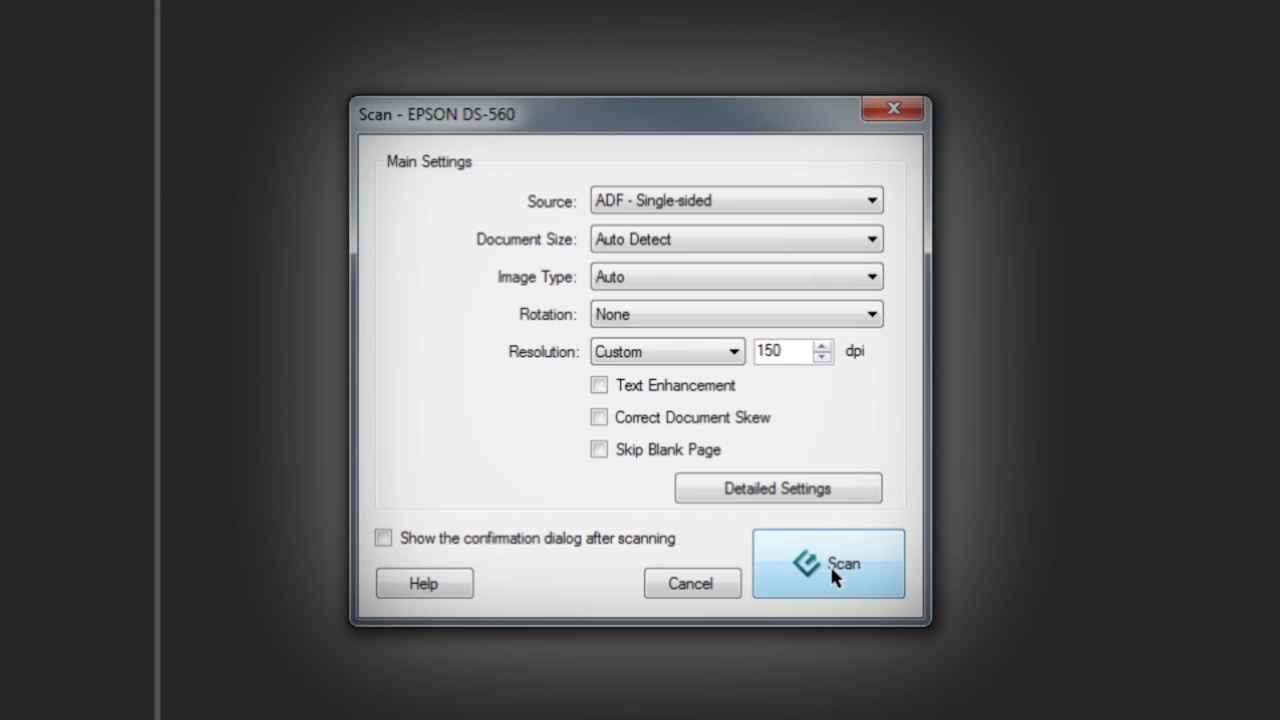 Scan - EPSON DS-560
Main Settings
Source: ADF - Single-sided
Document Size: Auto Detect
Image Type: Auto
Rotation: None
Resolution: Custom 150 dpi
Text Enhancement
Correct Document Skew
Skip Blank Page
Detailed Settings
Show the confirmation dialog after scanning
Scan
Help Cancel